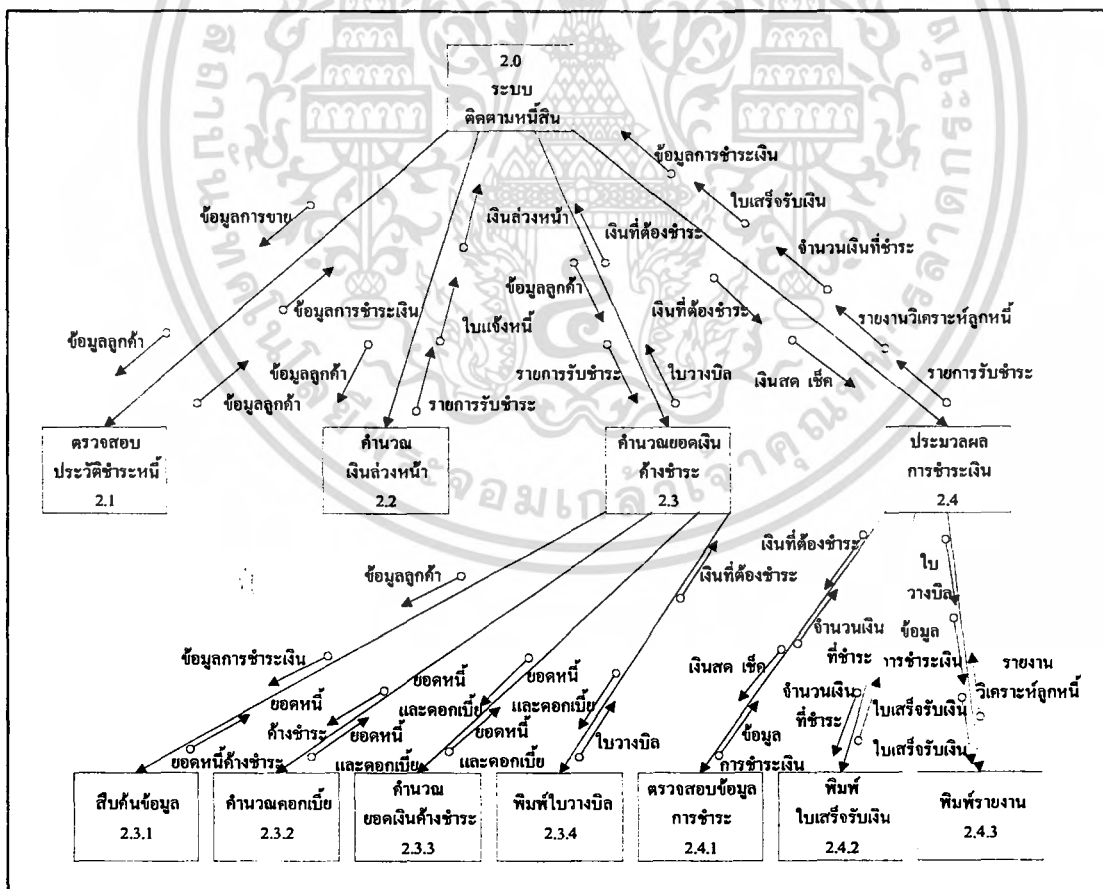 2.0
ระบบ
ติดตามหนี้สิน
ข้อมูลการชำระเงิน
ใบเสร็จรับเงิน
จำนวนเงินที่ชำระ
รายงานวิเคราะห์ลูกหนี้
รายการรับชำระ
ข้อมูลการขาย
ข้อมูลลูกค้า
ข้อมูลการชำระเงิน
ข้อมูลลูกค้า
เงินล่วงหน้า
ใบแจ้งหนี้
ข้อมูลลูกค้า
รายการรับชำระ
เงินที่ต้องชำระ
ข้อมูลลูกค้า
รายการรับชำระ
ใบวางบิล
เงินที่ต้องชำระ
เงินสด เช็ค
ตรวจสอบ
ประวัติชำระหนี้
2.1
คำนวณ
เงินล่วงหน้า
2.2
คำนวณยอดเงิน
ค้างชำระ
2.3
ประมวลผล
การชำระเงิน
2.4
ข้อมูลลูกค้า
ข้อมูลการชำระเงิน
ยอดหนี้
ค้างชำระ
ยอดหนี้ค้างชำระ
ยอดหนี้
และดอกเบี้ย
ยอดหนี้
และดอกเบี้ย
ยอดหนี้
และดอกเบี้ย
ยอดหนี้
และดอกเบี้ย
เงินที่ต้องชำระ
ใบวางบิล
เงินที่ต้องชำระ
เงินสด เช็ค
จำนวนเงิน
ที่ชำระ
ข้อมูล
การชำระเงิน
จำนวนเงิน
ที่ชำระ
ใบ
วางบิล
ข้อมูล
การชำระเงิน
ใบเสร็จรับเงิน
ใบเสร็จรับเงิน
รายงาน
วิเคราะห์ลูกหนี้
สืบค้นข้อมูล
2.3.1
คำนวณดอกเบี้ย
2.3.2
คำนวณ
ยอดเงินค้างชำระ
2.3.3
พิมพ์ใบวางบิล
2.3.4
ตรวจสอบข้อมูล
การชำระ
2.4.1
พิมพ์
ใบเสร็จรับเงิน
2.4.2
พิมพ์รายงาน
2.4.3